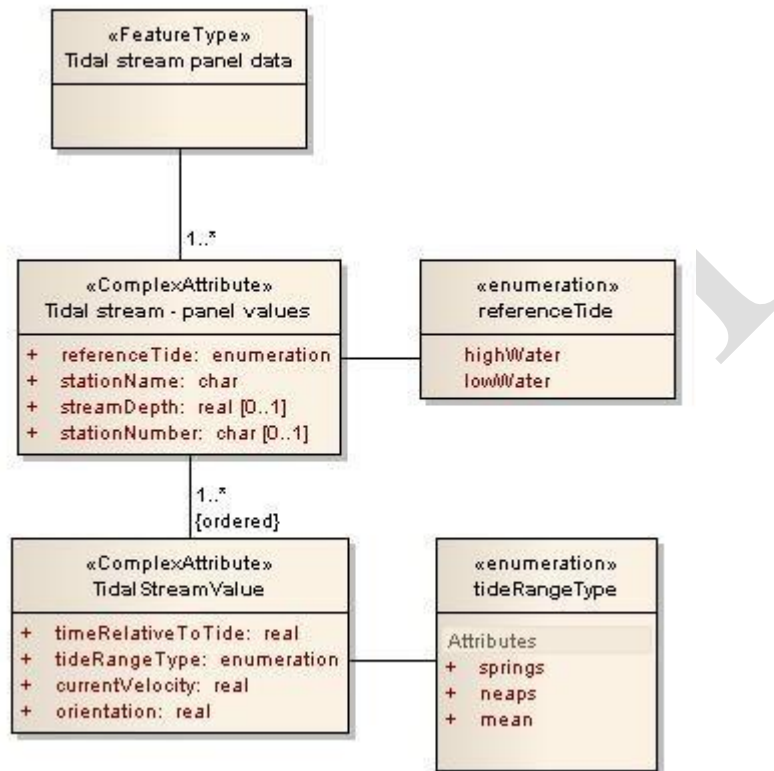 «FeatureType»
Tidal stream panel data
1..*
«ComplexAttribute»
Tidal stream - panel values
+ referenceTide: enumeration
+ stationName: char
+ streamDepth: real [0..1]
+ stationNumber: char [0..1]
«enumeration»
referenceTide
highWater
lowWater
1..*
{ordered}
«ComplexAttribute»
TidalStreamValue
+ timeRelativeToTide: real
+ tideRangeType: enumeration
+ currentVelocity: real
+ orientation: real
«enumeration»
tideRangeType
Attributes
+ springs
+ neaps
+ mean